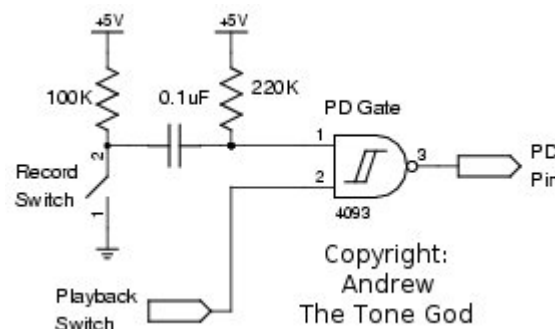 +5V +5V
100K 0.1uF 220K
PD Gate
1
2
3
2
1
4093
PD
Pin
Record
Switch
Playback
Switch
Copyright:
Andrew
The Tone God